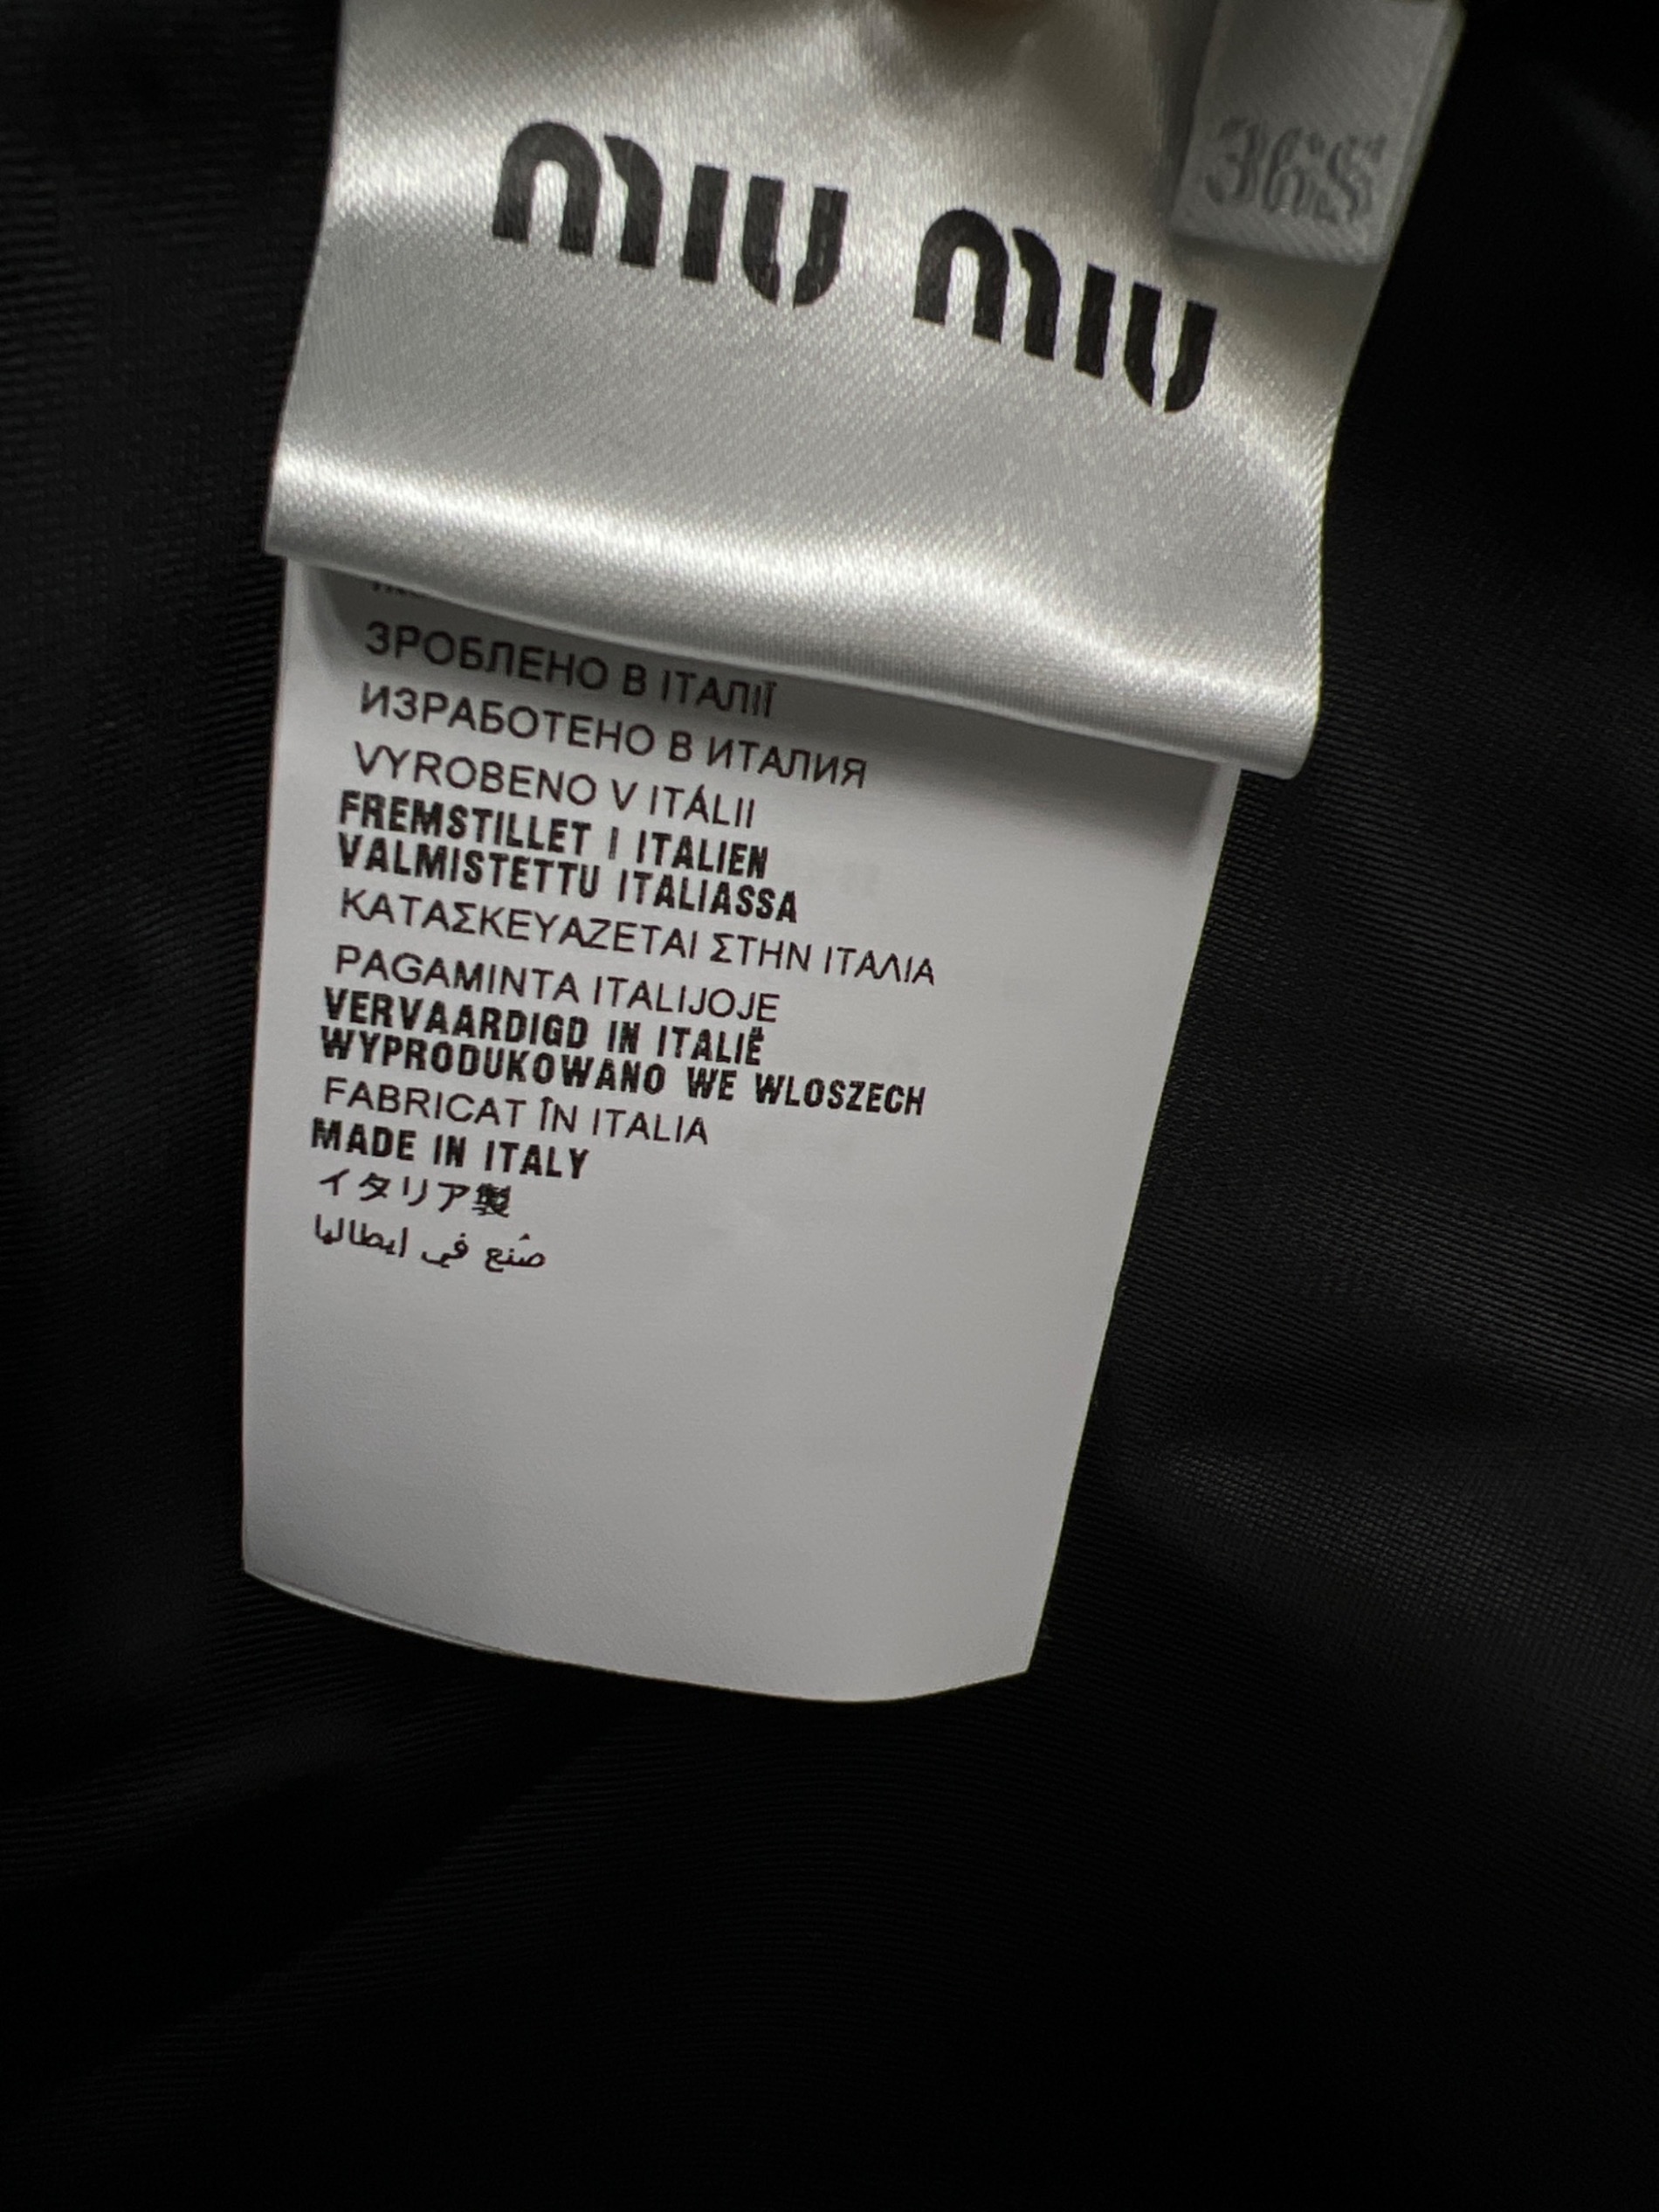 miu miu
36S
ЗРОБЛЕНО В ІТАЛІЇ
ИЗРАБОТЕНО В ИТАЛИЯ
VYROBENO V ITÁLII
FREMSTILLET I ITALIEN
VALMISTETTU ITALIASSA
ΚΑΤΑΣΚΕΥΑΖΕΤΑΙ ΣΤΗΝ ΙΤΑΛΙΑ
PAGAMINTA ITALIJOJE
VERVAARDIGD IN ITALIË
WYPRODUKOWANO WE WLOSZECH
FABRICAT ÎN ITALIA
MADE IN ITALY
イタリア製
صُنع في ايطاليا